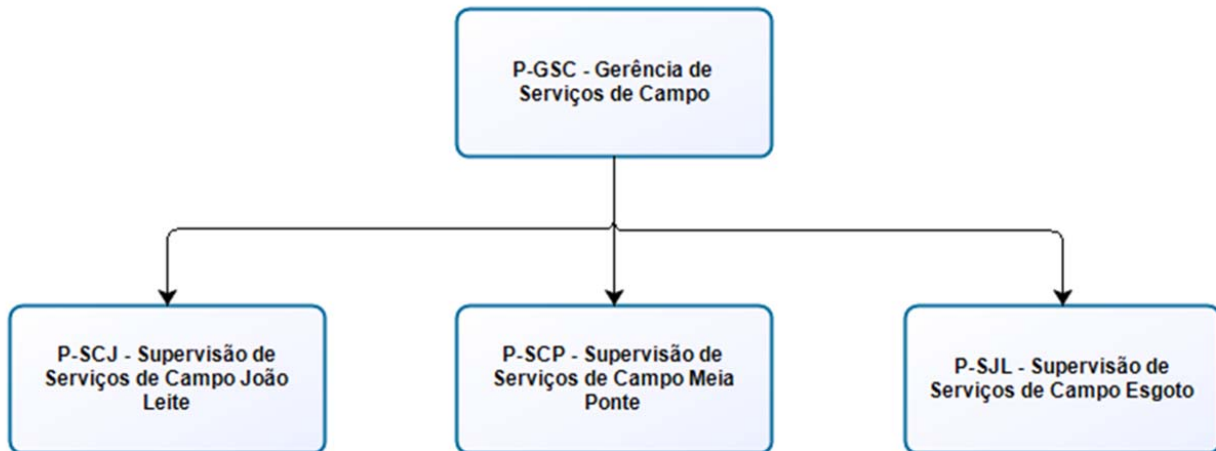 P-GSC - Gerência de
Serviços de Campo
P-SCJ - Supervisão de
Serviços de Campo João
Leite
P-SCP - Supervisão de
Serviços de Campo Meia
Ponte
P-SJL - Supervisão de
Serviços de Campo Esgoto